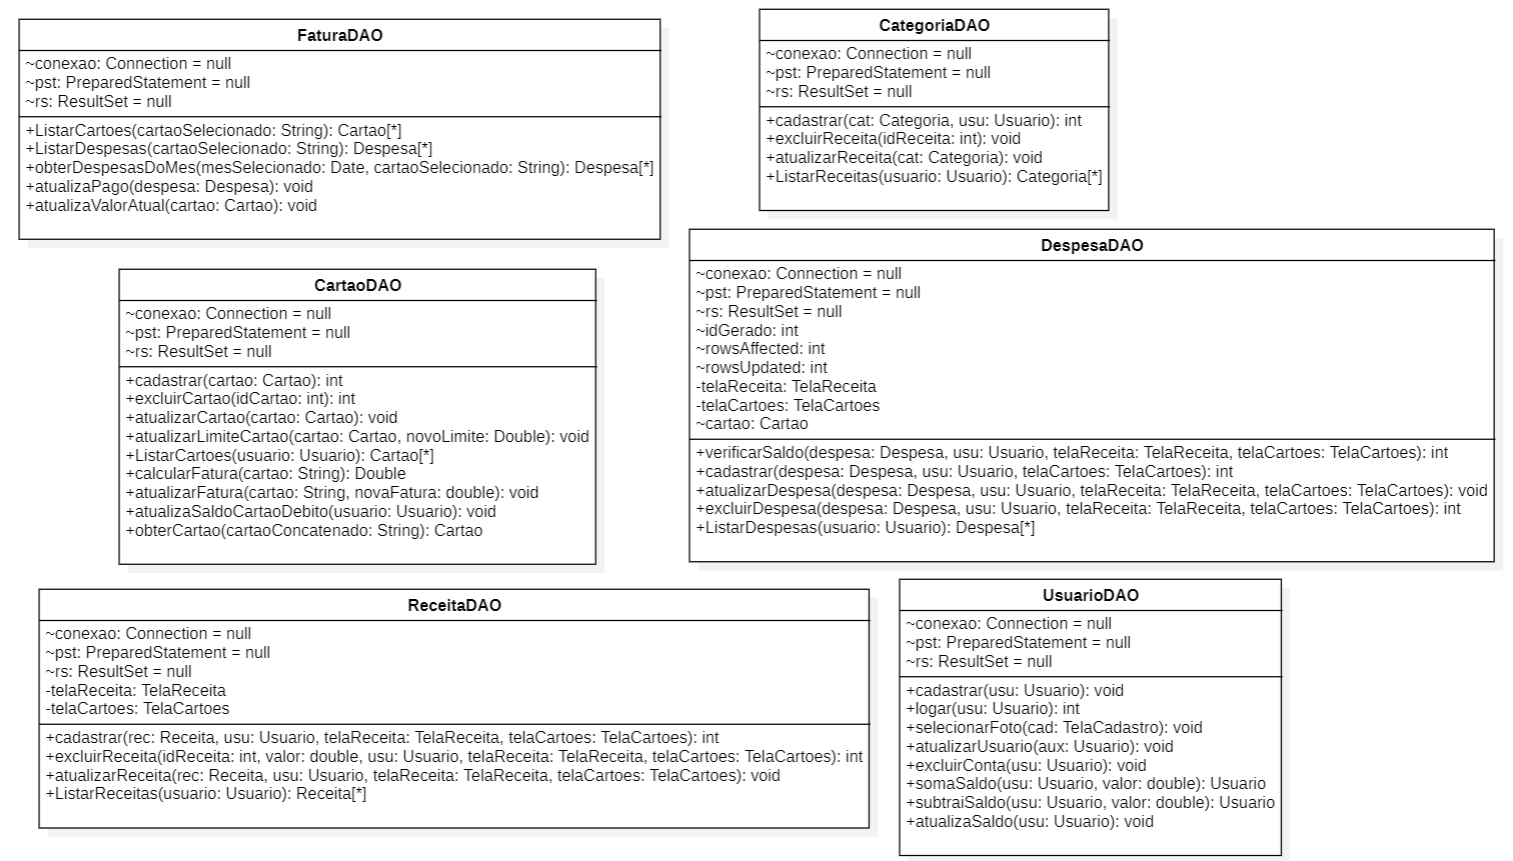 FaturaDAO
~conexao: Connection = null
~pst: PreparedStatement = null
~rs: ResultSet = null
+ListarCartoes(cartaoSelecionado: String): Cartao[*]
+ListarDespesas(cartaoSelecionado: String): Despesa[*]
+obterDespesasDoMes(mesSelecionado: Date, cartaoSelecionado: String): Despesa[*]
+atualizaPago(despesa: Despesa): void
+atualizaValorAtual(cartao: Cartao): void
CategoriaDAO
~conexao: Connection = null
~pst: PreparedStatement = null
~rs: ResultSet = null
+cadastrar(cat: Categoria, usu: Usuario): int
+excluirReceita(idReceita: int): void
+atualizarReceita(cat: Categoria): void
+ListarReceitas(usuario: Usuario): Categoria[*]
CartaoDAO
~conexao: Connection = null
~pst: PreparedStatement = null
~rs: ResultSet = null
+cadastrar(cartao: Cartao): int
+excluirCartao(idCartao: int): int
+atualizarCartao(cartao: Cartao): void
+atualizarLimiteCartao(cartao: Cartao, novoLimite: Double): void
+ListarCartoes(usuario: Usuario): Cartao[*]
+calcularFatura(cartao: String): Double
+atualizarFatura(cartao: String, novaFatura: double): void
+atualizaSaldoCartaoDebito(usuario: Usuario): void
+obterCartao(cartaoConcatenado: String): Cartao
DespesaDAO
~conexao: Connection = null
~pst: PreparedStatement = null
~rs: ResultSet = null
~idGerado: int
~rowsAffected: int
~rowsUpdated: int
-telaReceita: TelaReceita
-telaCartoes: TelaCartoes
~cartao: Cartao
+verificarSaldo(despesa: Despesa, usu: Usuario, telaReceita: TelaReceita, telaCartoes: TelaCartoes): int
+cadastrar(despesa: Despesa, usu: Usuario, telaCartoes: TelaCartoes): int
+atualizarDespesa(despesa: Despesa, usu: Usuario, telaReceita: TelaReceita, telaCartoes: TelaCartoes): void
+excluirDespesa(despesa: Despesa, usu: Usuario, telaReceita: TelaReceita, telaCartoes: TelaCartoes): int
+ListarDespesas(usuario: Usuario): Despesa[*]
ReceitaDAO
~conexao: Connection = null
~pst: PreparedStatement = null
~rs: ResultSet = null
-telaReceita: TelaReceita
-telaCartoes: TelaCartoes
+cadastrar(rec: Receita, usu: Usuario, telaReceita: TelaReceita, telaCartoes: TelaCartoes): int
+excluirReceita(idReceita: int, valor: double, usu: Usuario, telaReceita: TelaReceita, telaCartoes: TelaCartoes): int
+atualizarReceita(rec: Receita, usu: Usuario, telaReceita: TelaReceita, telaCartoes: TelaCartoes): void
+ListarReceitas(usuario: Usuario): Receita[*]
UsuarioDAO
~conexao: Connection = null
~pst: PreparedStatement = null
~rs: ResultSet = null
+cadastrar(usu: Usuario): void
+logar(usu: Usuario): int
+selecionarFoto(cad: TelaCadastro): void
+atualizarUsuario(aux: Usuario): void
+excluirConta(usu: Usuario): void
+somaSaldo(usu: Usuario, valor: double): Usuario
+subtraiSaldo(usu: Usuario, valor: double): Usuario
+atualizaSaldo(usu: Usuario): void